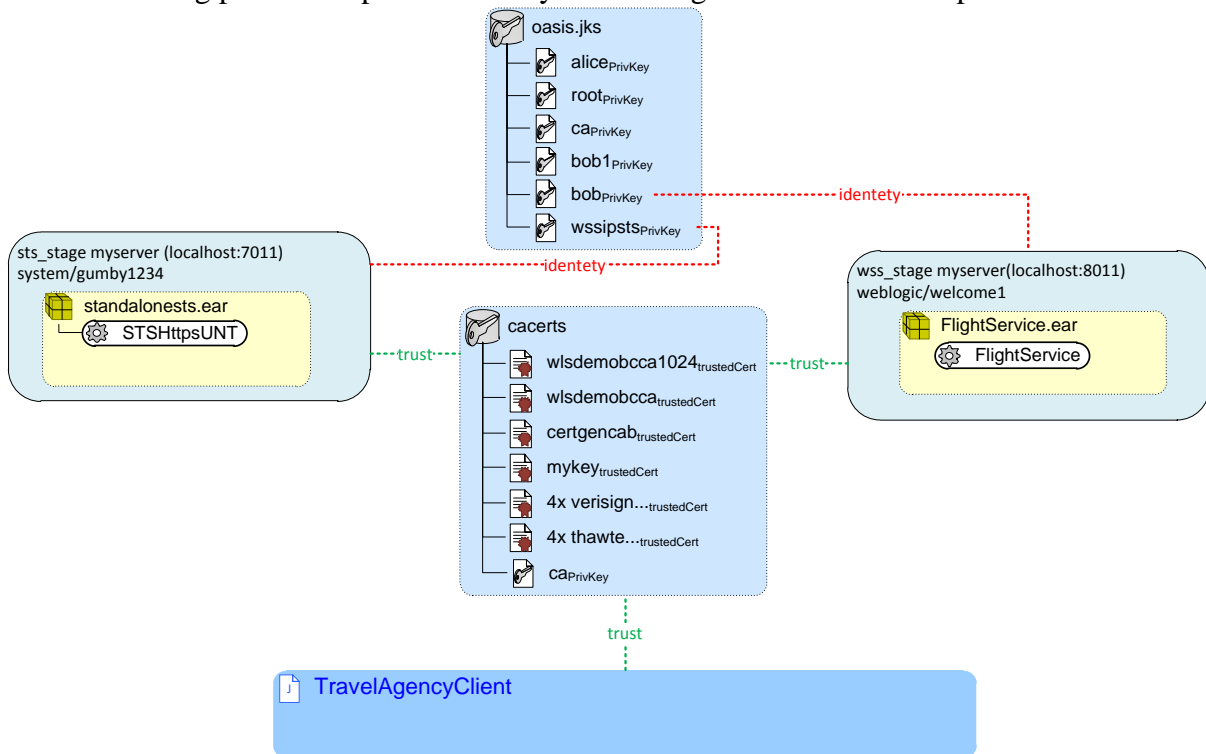 oasis.jks
alicePrivKey
rootPrivKey
caPrivKey
bob1PrivKey
bobPrivKey
identety
wssipstsPrivKey
identety
sts_stage myserver (localhost:7011)
system/gumby1234
standalonests.ear
STSHttpsUNT
wss_stage myserver(localhost:8011)
weblogic/welcome1
FlightService.ear
FlightService
trust
trust
cacerts
wlsdemobcca1024trustedCert
wlsdemobccatrustedCert
certgencabtrustedCert
mykeytrustedCert
4x verisign...trustedCert
4x thawte...trustedCert
caPrivKey
trust
J
TravelAgencyClient